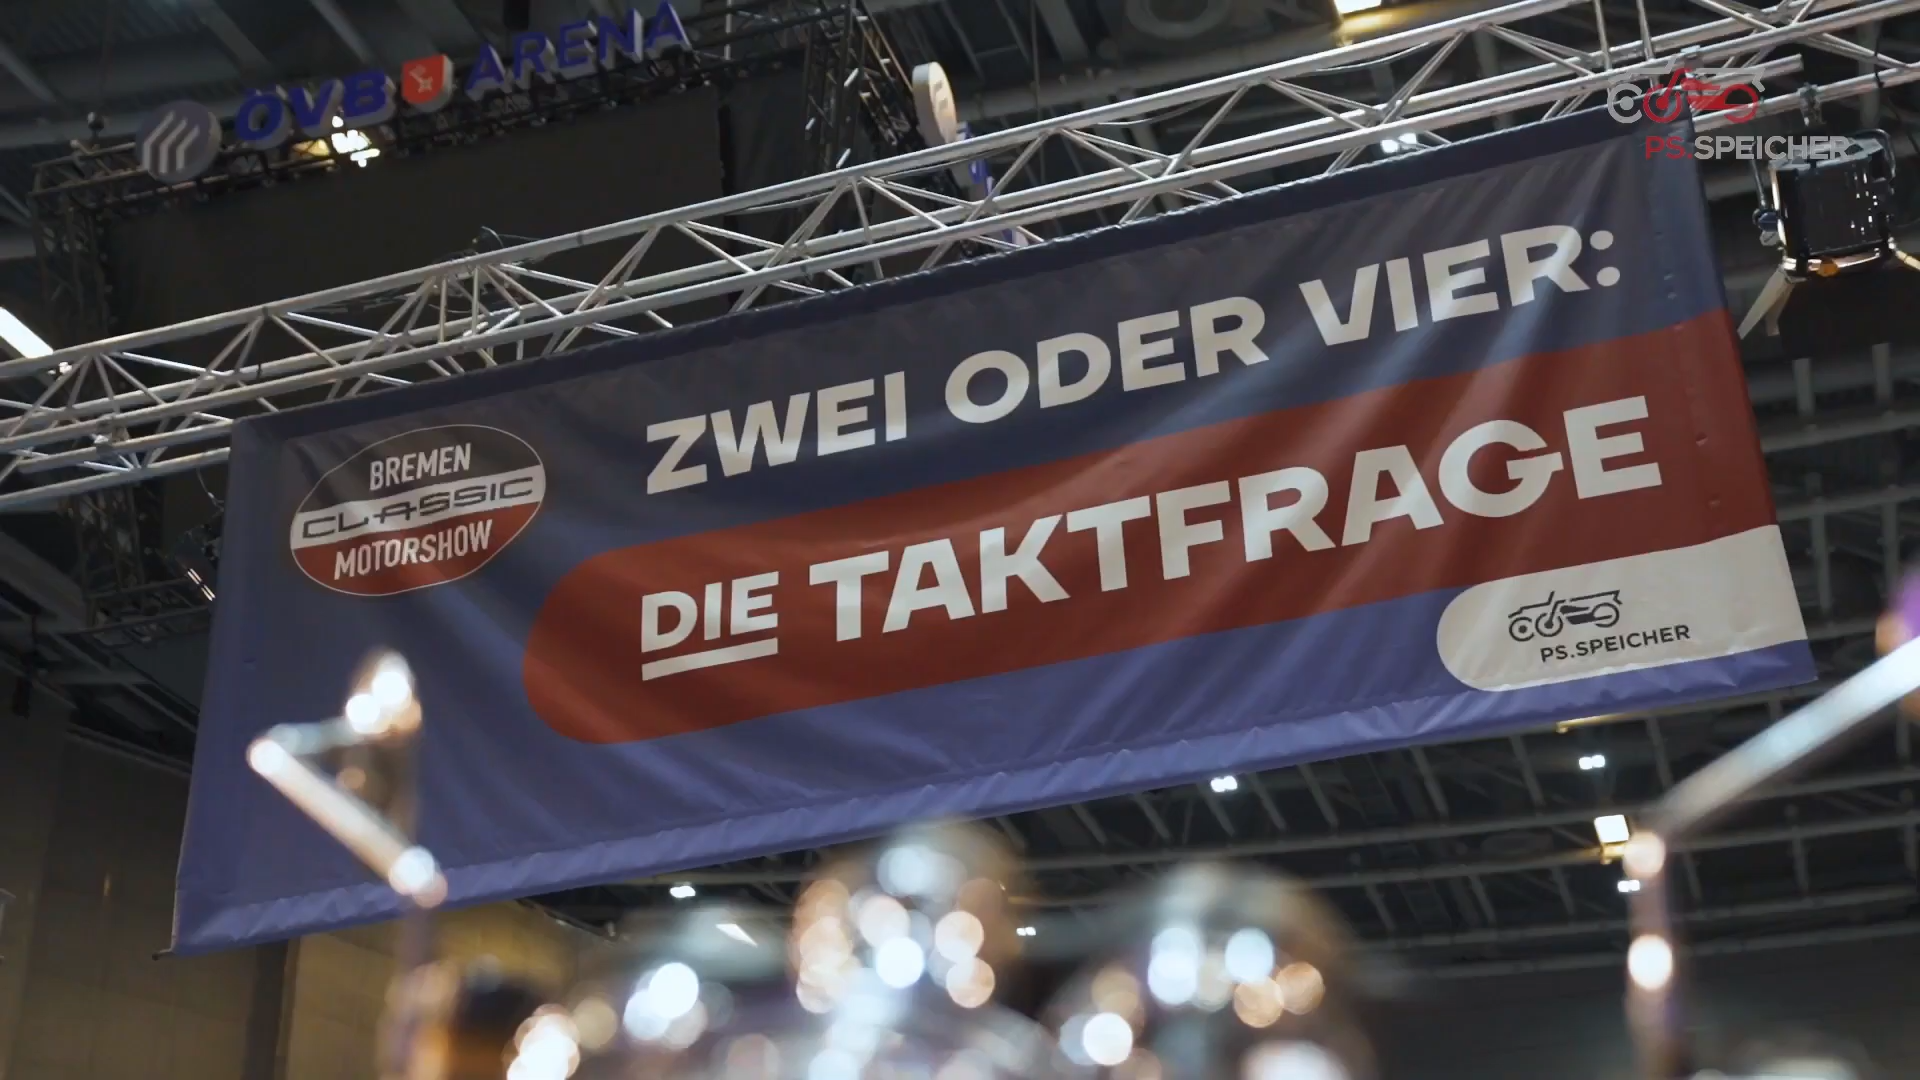 ÖVB ARENA
PS.SPEICHER
ZWEI ODER VIER:
BREMEN
CLASSIC
MOTORSHOW
DIE TAKTFRAGE
PS.SPEICHER